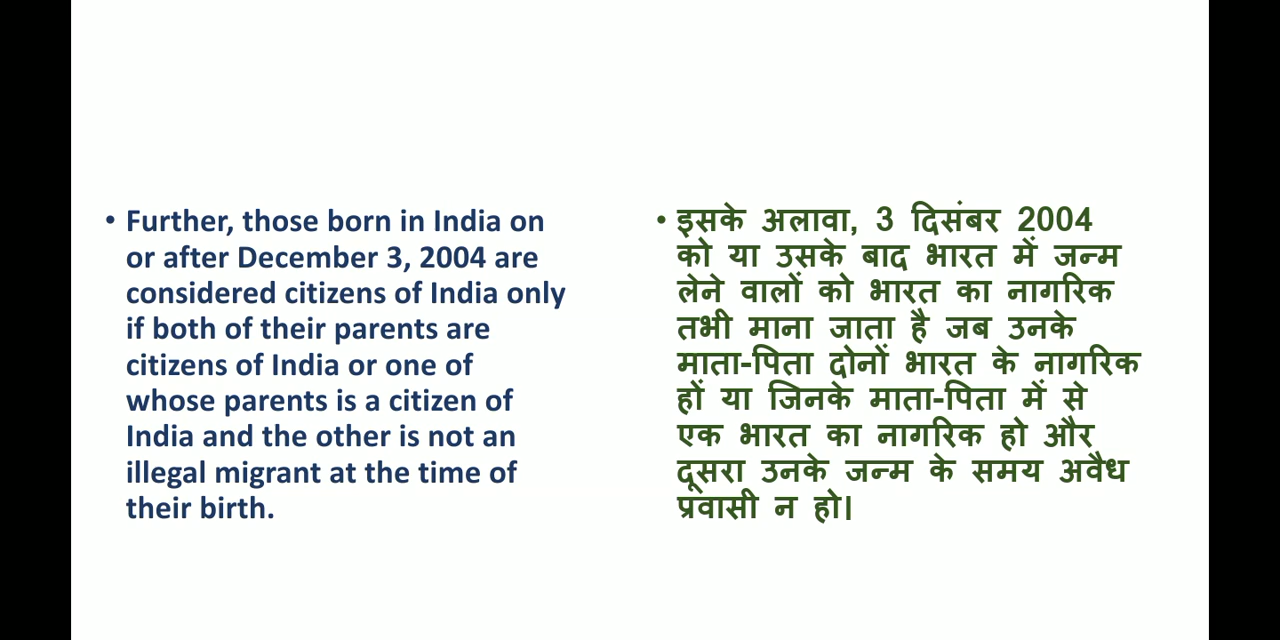 • Further, those born in India on
or after December 3, 2004 are
considered citizens of India only
if both of their parents are
citizens of India or one of
whose parents is a citizen of
India and the other is not an
illegal migrant at the time of
their birth.
• इसके अलावा, 3 दिसंबर 2004
को या उसके बाद भारत में जन्म
लेने वालों को भारत का नागरिक
तभी माना जाता है जब उनके
माता-पिता दोनों भारत के नागरिक
हों या जिनके माता-पिता में से
एक भारत का नागरिक हो और
दूसरा उनके जन्म के समय अवैध
प्रवासी न हो।